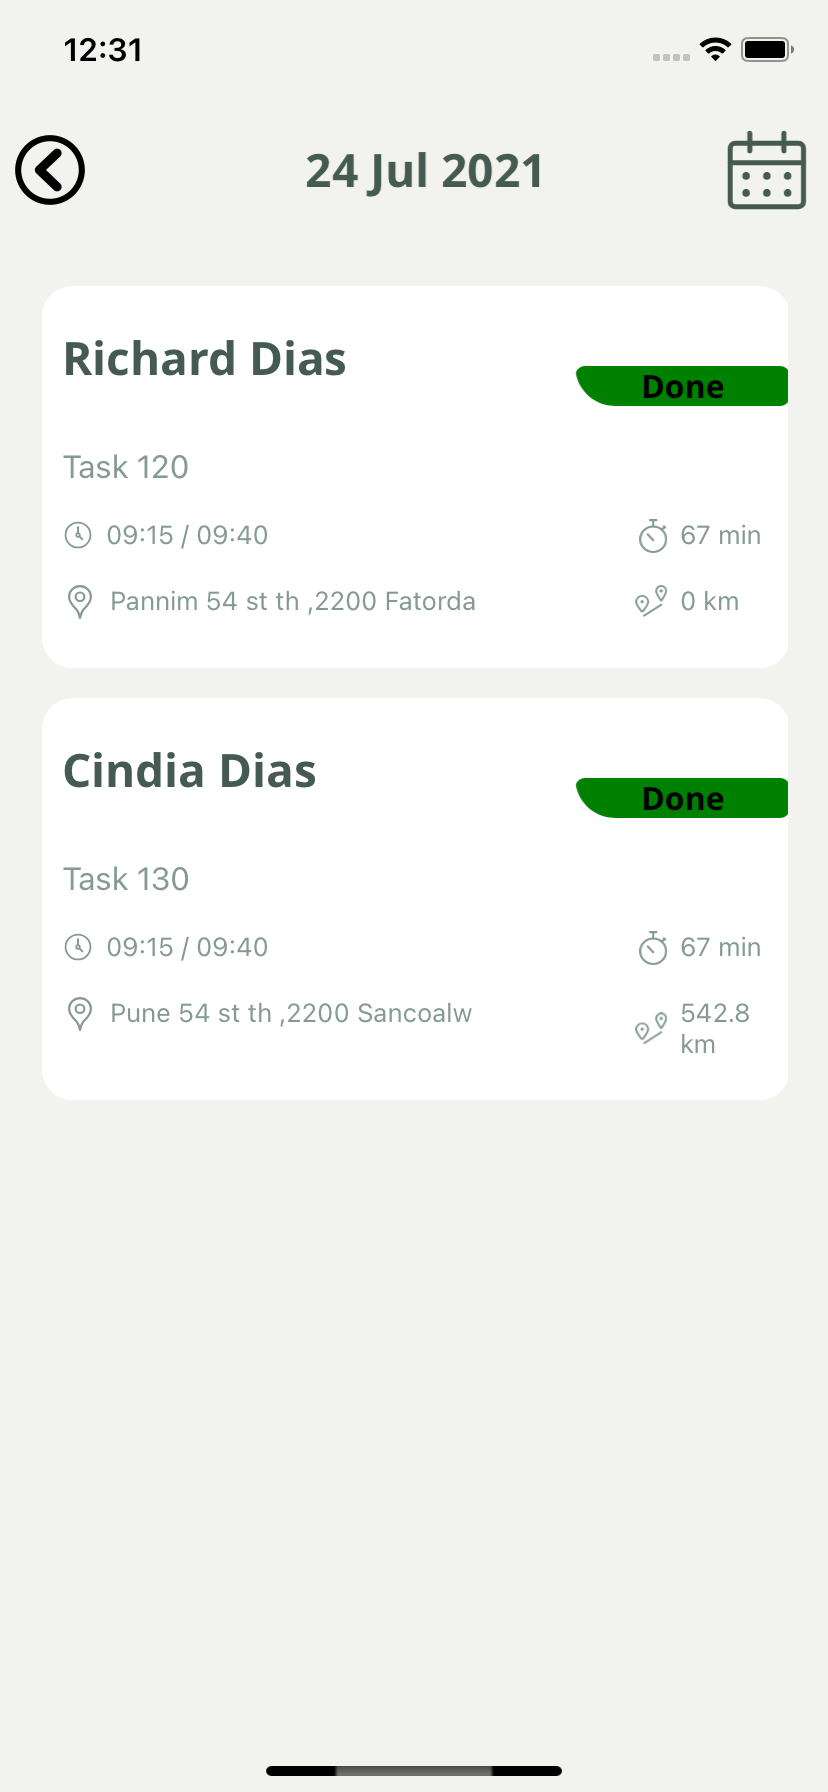 12:31
24 Jul 2021
Richard Dias
Done
Task 120
09:15 / 09:40
67 min
Pannim 54 st th ,2200 Fatorda
0 km
Cindia Dias
Done
Task 130
09:15 / 09:40
67 min
Pune 54 st th ,2200 Sancoalw
542.8
km